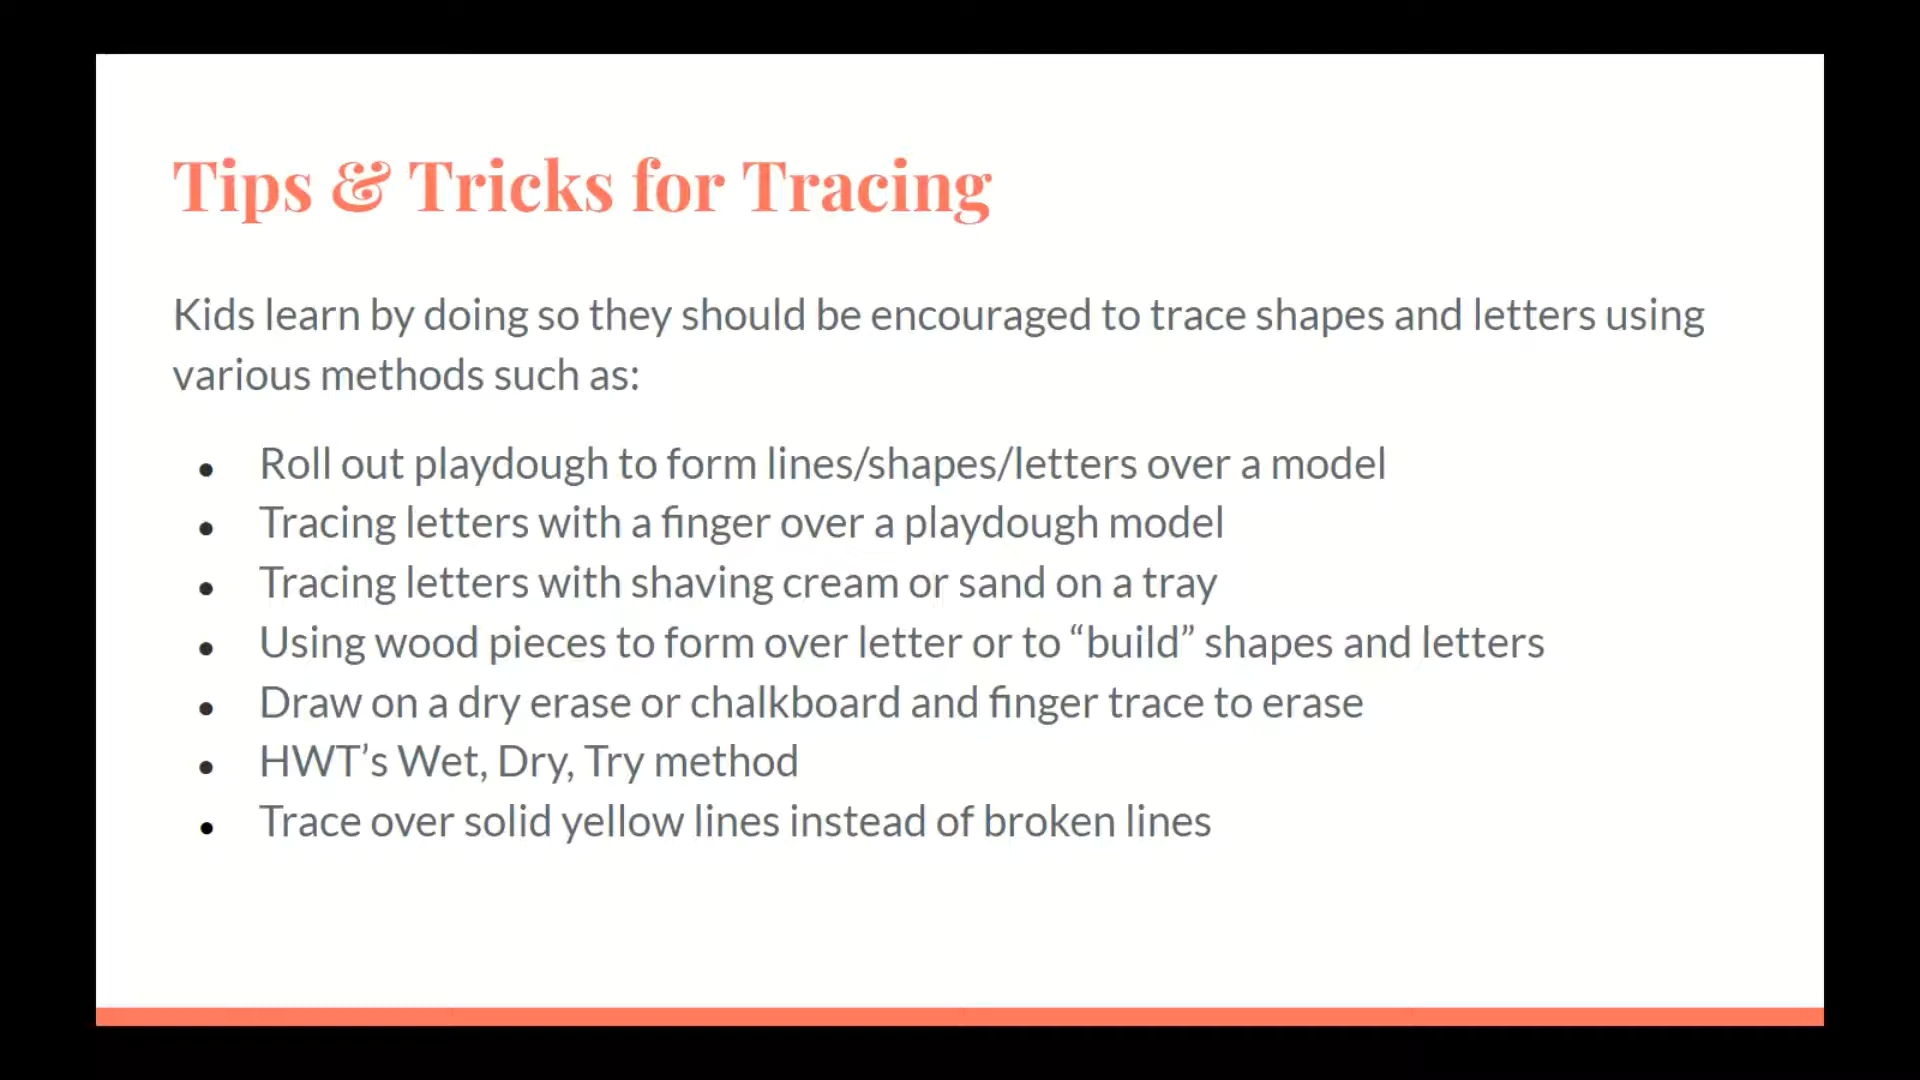 Tips & Tricks for Tracing
Kids learn by doing so they should be encouraged to trace shapes and letters using
various methods such as:
● Roll out playdough to form lines/shapes/letters over a model
● Tracing letters with a finger over a playdough model
● Tracing letters with shaving cream or sand on a tray
● Using wood pieces to form over letter or to “build” shapes and letters
● Draw on a dry erase or chalkboard and finger trace to erase
● HWT’s Wet, Dry, Try method
● Trace over solid yellow lines instead of broken lines